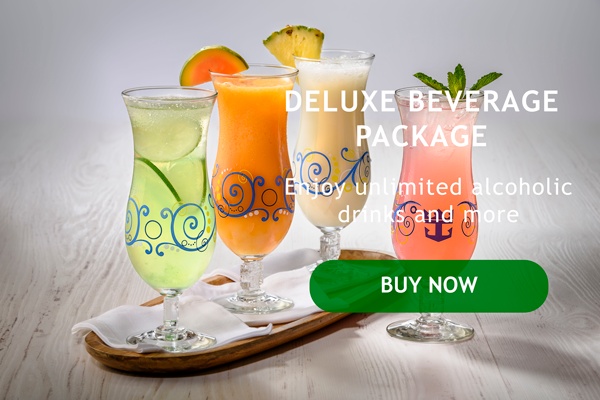 DELUXE BEVERAGE
PACKAGE
Enjoy unlimited alcoholic
drinks and more
BUY NOW